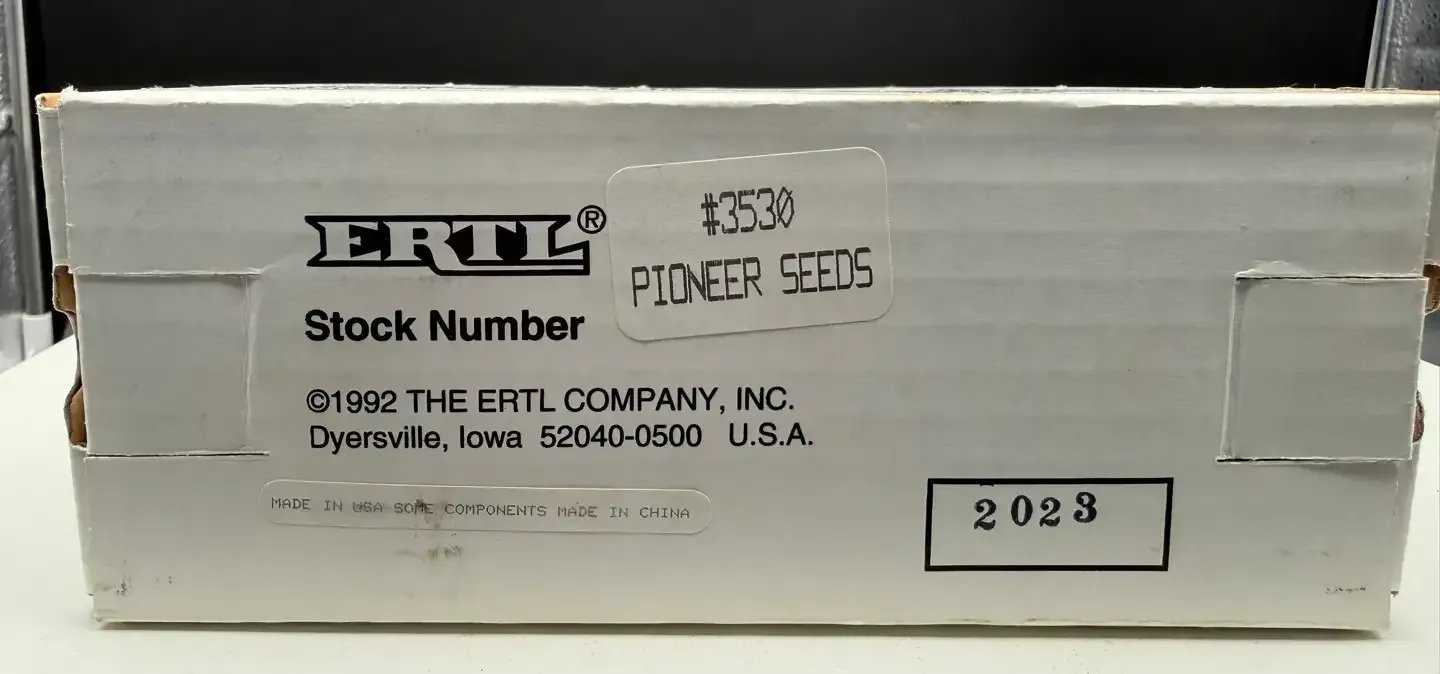 ERTL®
#3530
PIONEER SEEDS
Stock Number
©1992 THE ERTL COMPANY, INC.
Dyersville, Iowa 52040-0500 U.S.A.
MADE IN USA SOME COMPONENTS MADE IN CHINA
2023